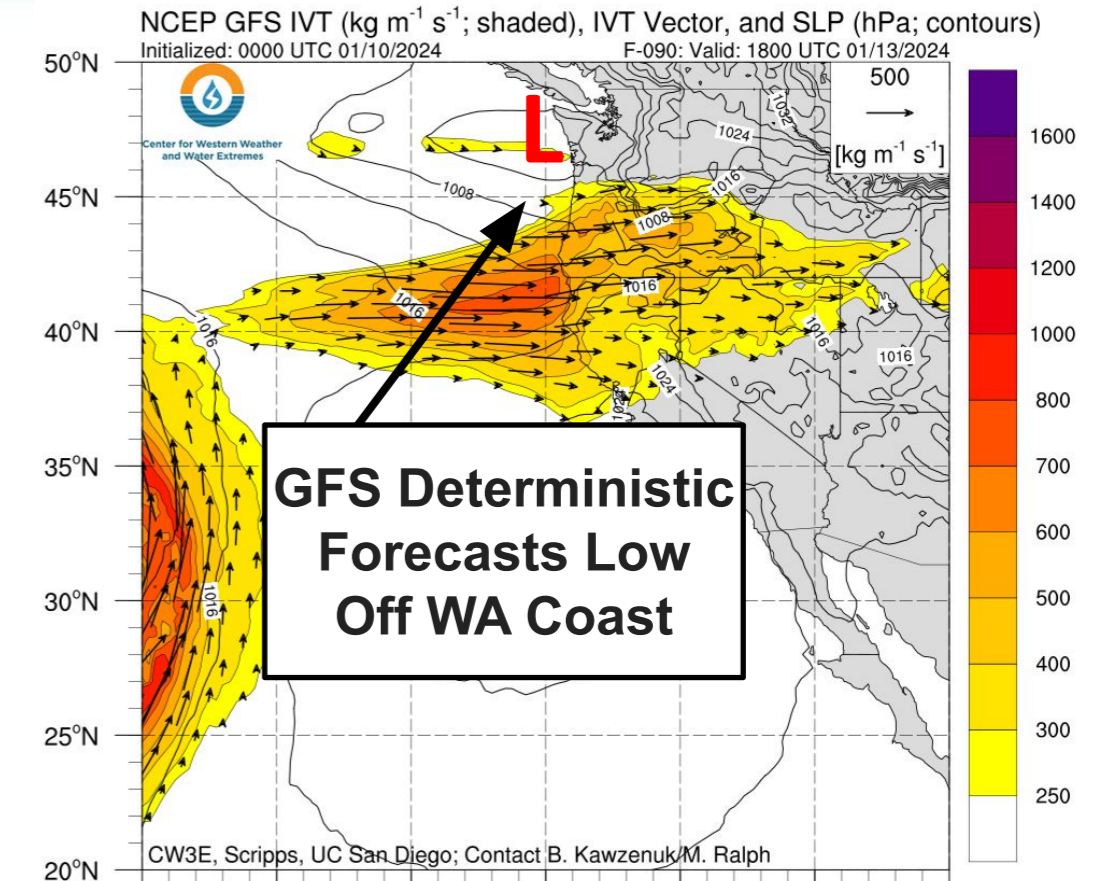 NCEP GFS IVT (kg m⁻¹ s⁻¹; shaded), IVT Vector, and SLP (hPa; contours)
Initialized: 0000 UTC 01/10/2024
F-090: Valid: 1800 UTC 01/13/2024
50°N
45°N
40°N
35°N
30°N
25°N
20°N
Center for Western Weather
and Water Extremes
L
500
[kg m⁻¹ s⁻¹]
1032
1024
1016
1008
1008
1016
1016
1016
1016
1016
1024
1016
GFS Deterministic
Forecasts Low
Off WA Coast
CW3E, Scripps, UC San Diego; Contact B. Kawzenuk/M. Ralph
1600
1400
1200
1000
800
700
600
500
400
300
250